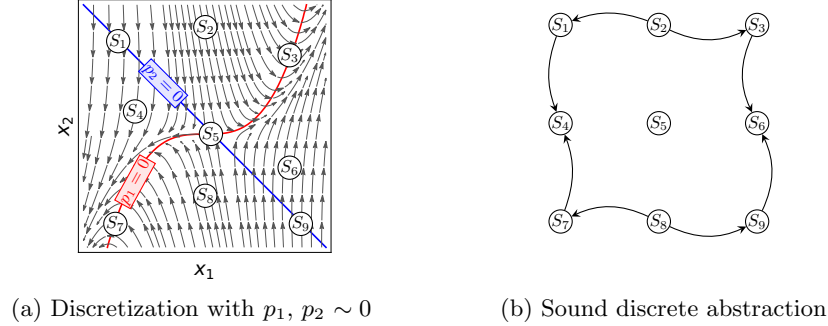 S₁
S₂
S₃
p₂ = 0
S₄
S₅
S₆
p₁ = 0
S₈
S₇
S₉
x₂
x₁
(a) Discretization with p₁, p₂ ∼ 0
S₁
S₂
S₃
S₄
S₅
S₆
S₇
S₈
S₉
(b) Sound discrete abstraction